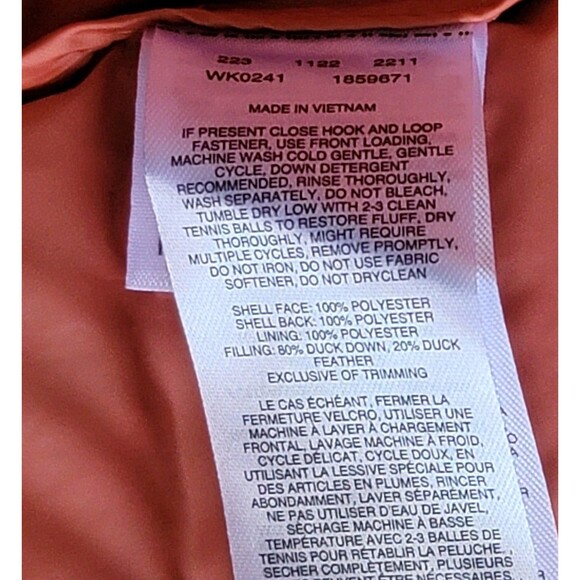 223 1122 2211
WK0241 1859671
MADE IN VIETNAM
IF PRESENT CLOSE HOOK AND LOOP
FASTENER, USE FRONT LOADING,
MACHINE WASH COLD GENTLE, GENTLE
CYCLE, DOWN DETERGENT
RECOMMENDED, RINSE THOROUGHLY,
WASH SEPARATELY, DO NOT BLEACH,
TUMBLE DRY LOW WITH 2-3 CLEAN
TENNIS BALLS TO RESTORE FLUFF, DRY
THOROUGHLY, MIGHT REQUIRE
MULTIPLE CYCLES, REMOVE PROMPTLY,
DO NOT IRON, DO NOT USE FABRIC
SOFTENER, DO NOT DRYCLEAN
SHELL FACE: 100% POLYESTER
SHELL BACK: 100% POLYESTER
LINING: 100% POLYESTER
FILLING: 80% DUCK DOWN, 20% DUCK
FEATHER
EXCLUSIVE OF TRIMMING
LE CAS ÉCHÉANT, FERMER LA
FERMETURE VELCRO, UTILISER UNE
MACHINE À LAVER À CHARGEMENT
FRONTAL, LAVAGE MACHINE À FROID,
CYCLE DÉLICAT, CYCLE DOUX, EN
UTILISANT LA LESSIVE SPÉCIALE POUR
DES ARTICLES EN PLUMES, RINCER
ABONDAMMENT, LAVER SÉPARÉMENT,
NE PAS UTILISER D'EAU DE JAVEL,
SÉCHAGE MACHINE À BASSE
TEMPÉRATURE AVEC 2-3 BALLES DE
TENNIS POUR RÉTABLIR LA PELUCHE,
SÉCHER COMPLÈTEMENT, PLUSIEURS